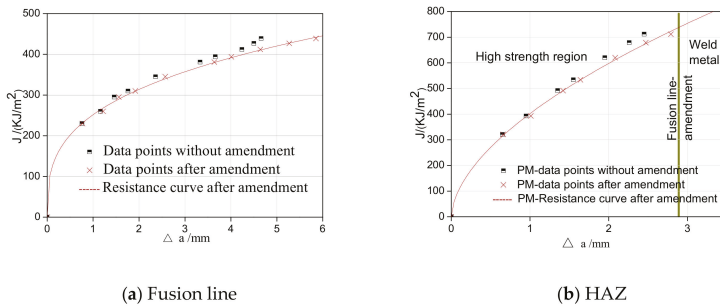 500
400
300
200
100
0
J /(KJ/m²)
Data points without amendment
Data points after amendment
Resistance curve after amendment
0 1 2 3 4 5 6
△ a /mm
(a) Fusion line
800
700
600
500
400
300
200
100
0
J/(KJ/m²)
High strength region
Weld
metal
Fusion line-
amendment
PM-data points without amendment
PM-data points after amendment
PM-Resistance curve after amendment
0 1 2 3
△ a /mm
(b) HAZ